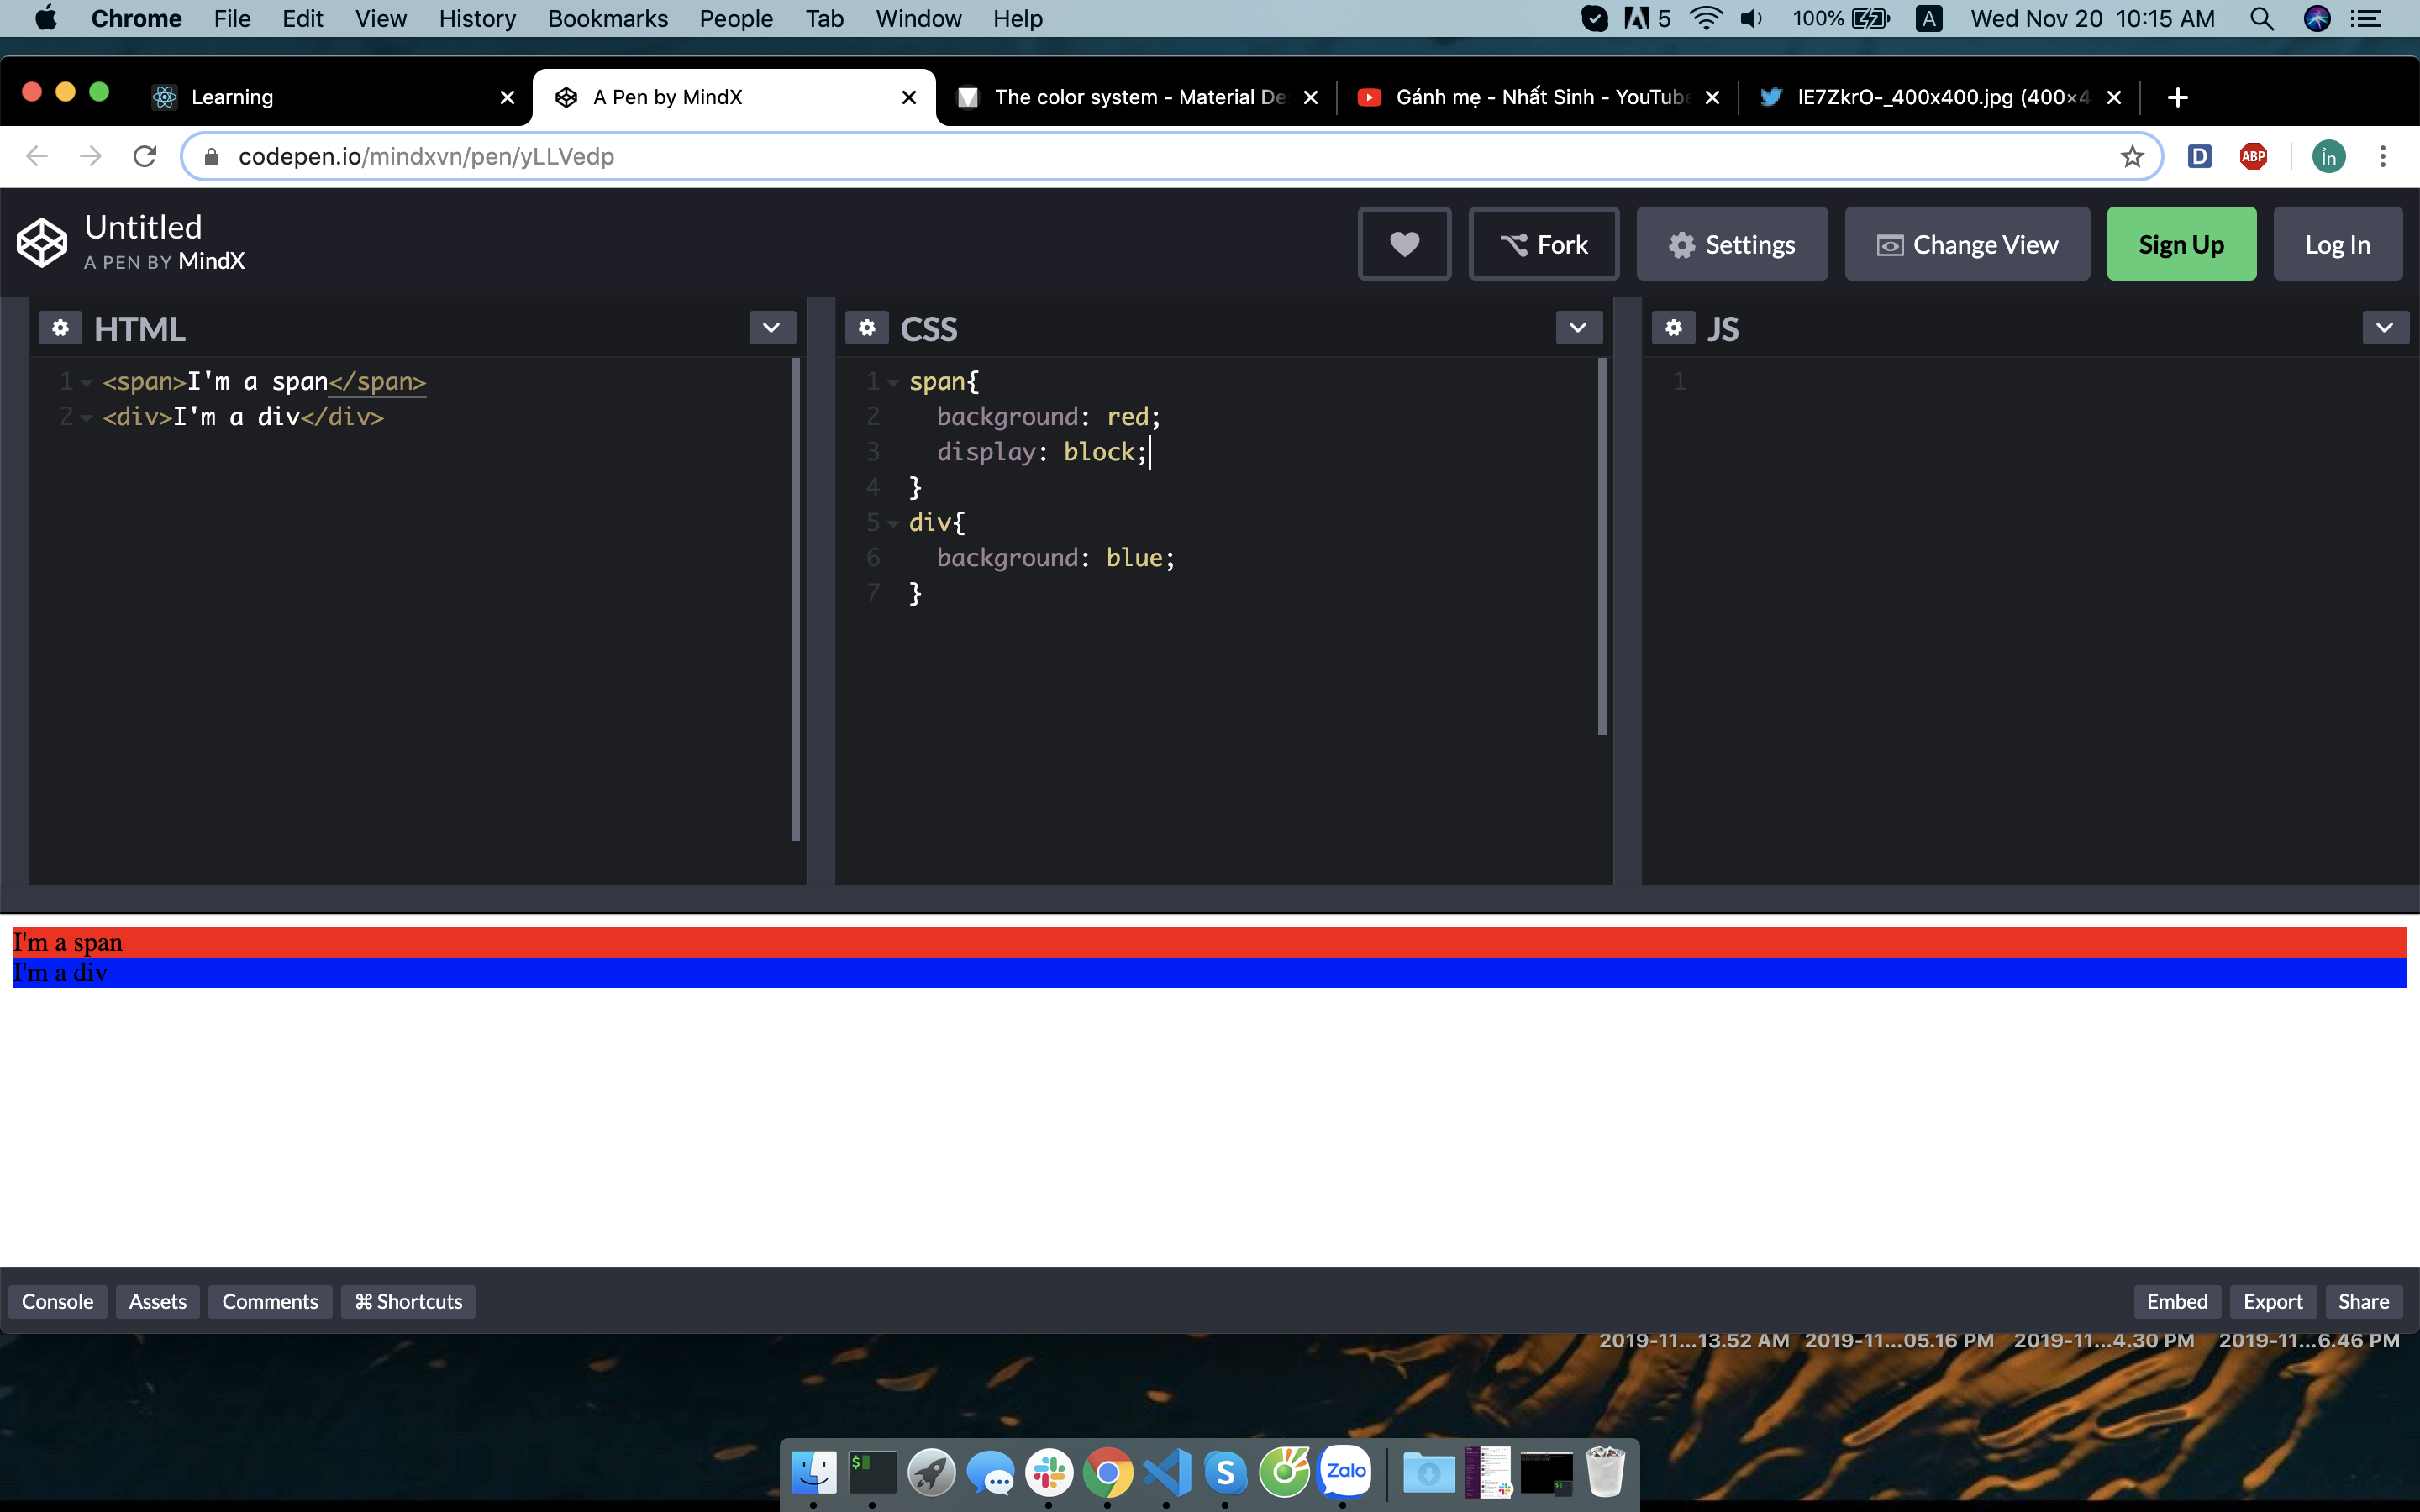 Chrome File Edit View History Bookmarks People Tab Window Help 5 100% A Wed Nov 20 10:15 AM
Learning A Pen by MindX The color system - Material De Gánh mẹ - Nhất Sinh - YouTube IE7ZkrO-_400x400.jpg (400×4
codepen.io/mindxvn/pen/yLLVedp D ABP
Untitled
A PEN BY MindX
Fork Settings Change View Sign Up Log In
HTML CSS JS
1 <span>I'm a span</span>
2 <div>I'm a div</div>
1 span{
2 background: red;
3 display: block;
4 }
5 div{
6 background: blue;
7 }
1
I'm a span
I'm a div
Console Assets Comments ⌘ Shortcuts Embed Export Share
2019-11...13.52 AM 2019-11...05.16 PM 2019-11...4.30 PM 2019-11...6.46 PM
$ S Zalo